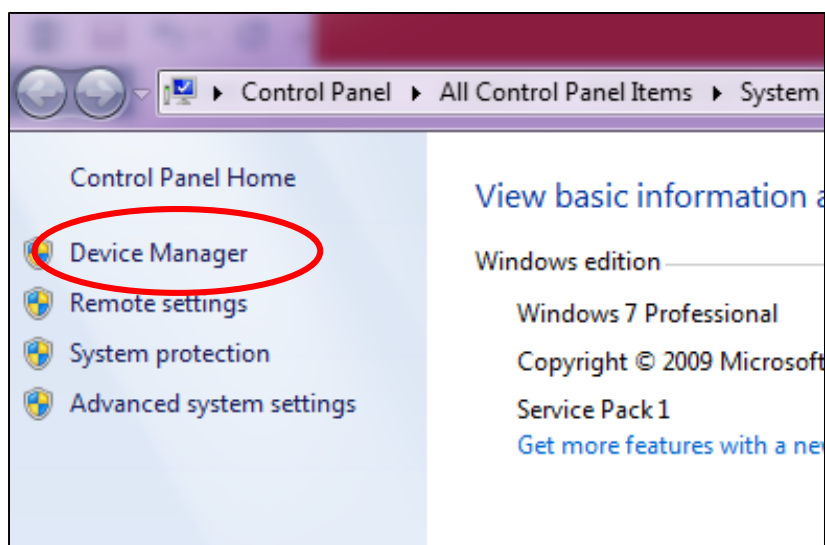 Control Panel ▸ All Control Panel Items ▸ System
Control Panel Home
Device Manager
Remote settings
System protection
Advanced system settings
View basic information
Windows edition
Windows 7 Professional
Copyright © 2009 Microsoft
Service Pack 1
Get more features with a